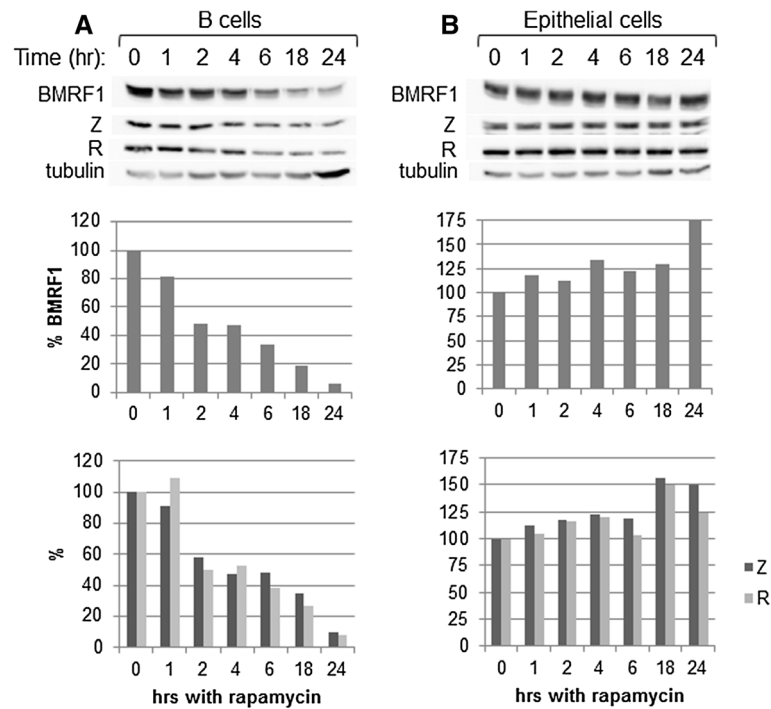 A B cells
Time (hr): 0 1 2 4 6 18 24
BMRF1
Z
R
tubulin
% BMRF1
120
100
80
60
40
20
0
0 1 2 4 6 18 24
%
120
100
80
60
40
20
0
0 1 2 4 6 18 24
hrs with rapamycin
B Epithelial cells
0 1 2 4 6 18 24
BMRF1
Z
R
tubulin
175
150
125
100
75
50
25
0
0 1 2 4 6 18 24
175
150
125
100
75
50
25
0
0 1 2 4 6 18 24
hrs with rapamycin
Z
R